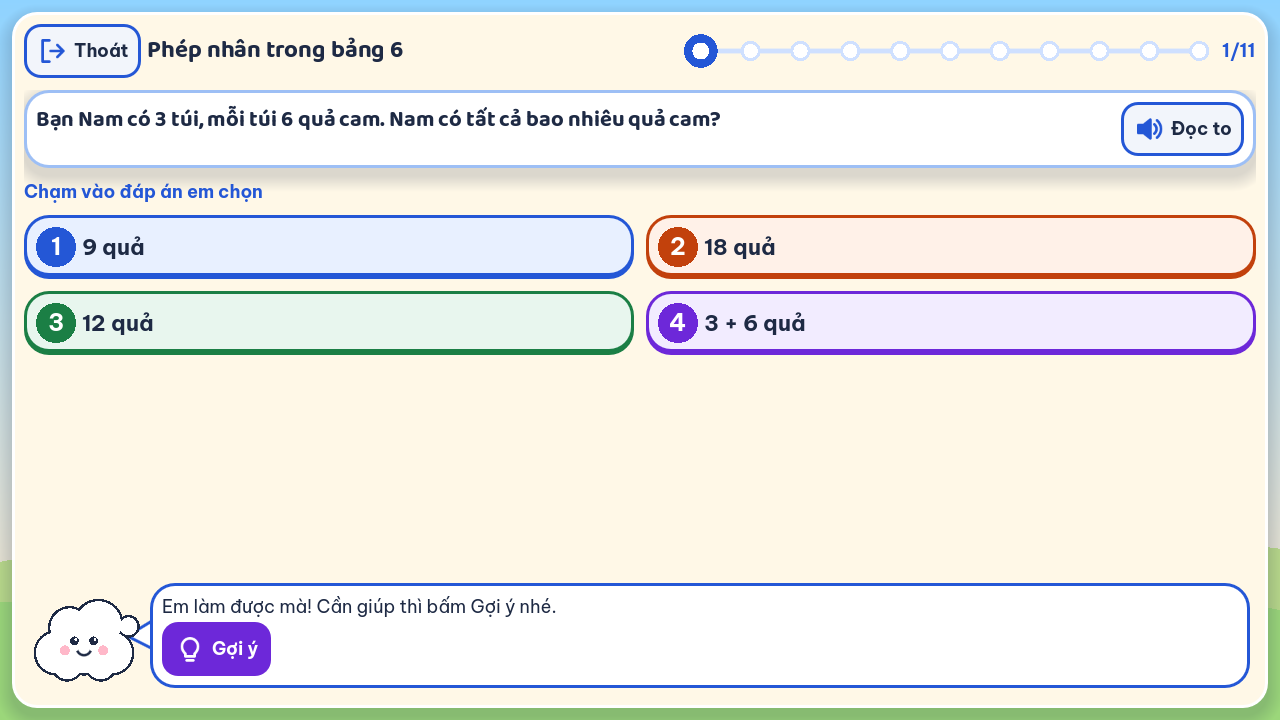 Thoát
Phép nhân trong bảng 6
1/11
Bạn Nam có 3 túi, mỗi túi 6 quả cam. Nam có tất cả bao nhiêu quả cam?
Đọc to
Chạm vào đáp án em chọn
1 9 quả
2 18 quả
3 12 quả
4 3 + 6 quả
Em làm được mà! Cần giúp thì bấm Gợi ý nhé.
Gợi ý